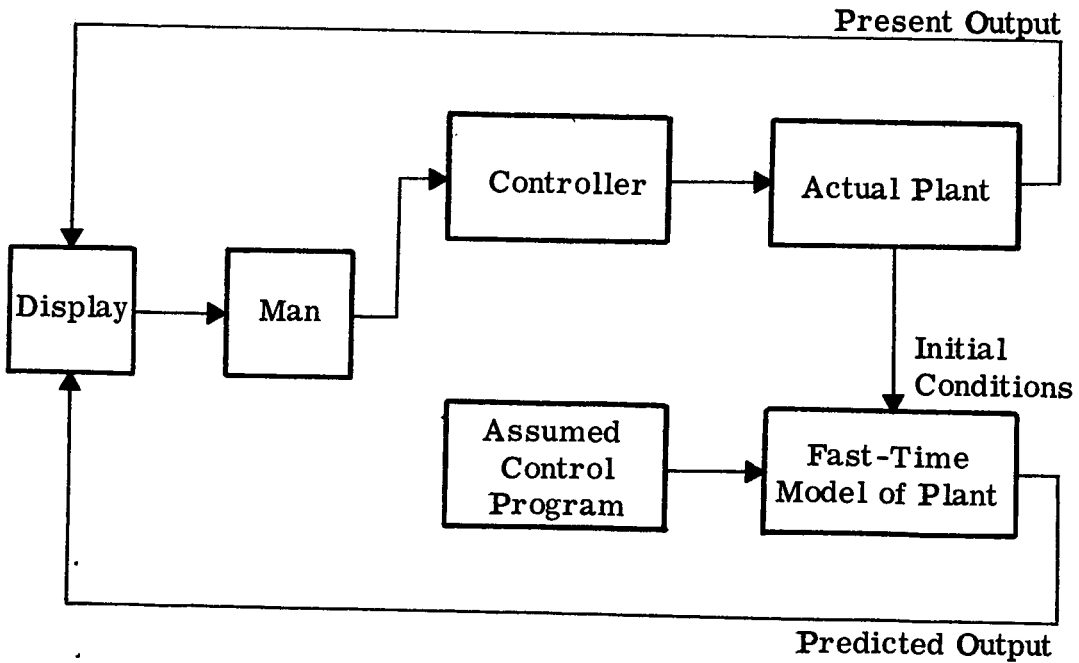 Present Output
Controller
Actual Plant
Display
Man
Initial
Conditions
Assumed
Control
Program
Fast-Time
Model of Plant
Predicted Output